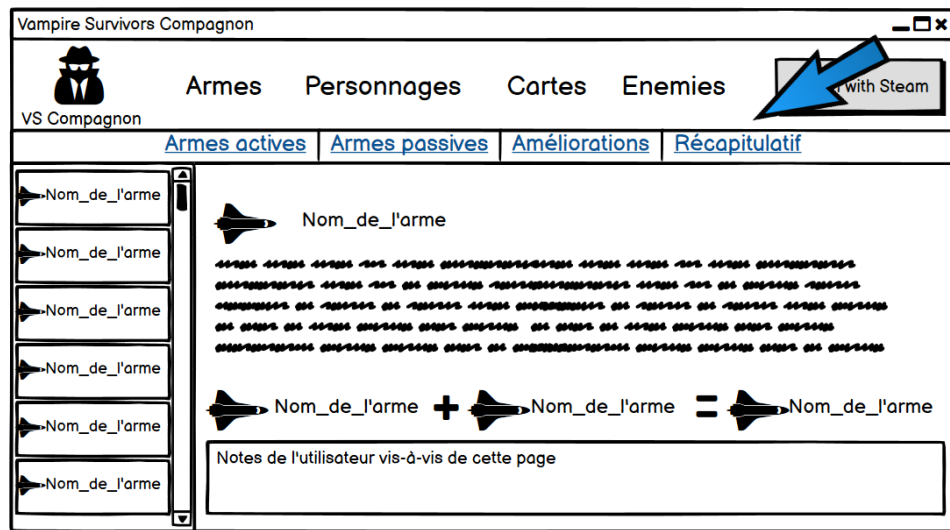 Vampire Survivors Compagnon
VS Compagnon
Armes Personnages Cartes Enemies
with Steam
Armes actives Armes passives Améliorations Récapitulatif
Nom_de_l'arme
Nom_de_l'arme
Nom_de_l'arme
Nom_de_l'arme
Nom_de_l'arme
Nom_de_l'arme
Nom_de_l'arme
Nom_de_l'arme + Nom_de_l'arme = Nom_de_l'arme
Notes de l'utilisateur vis-à-vis de cette page